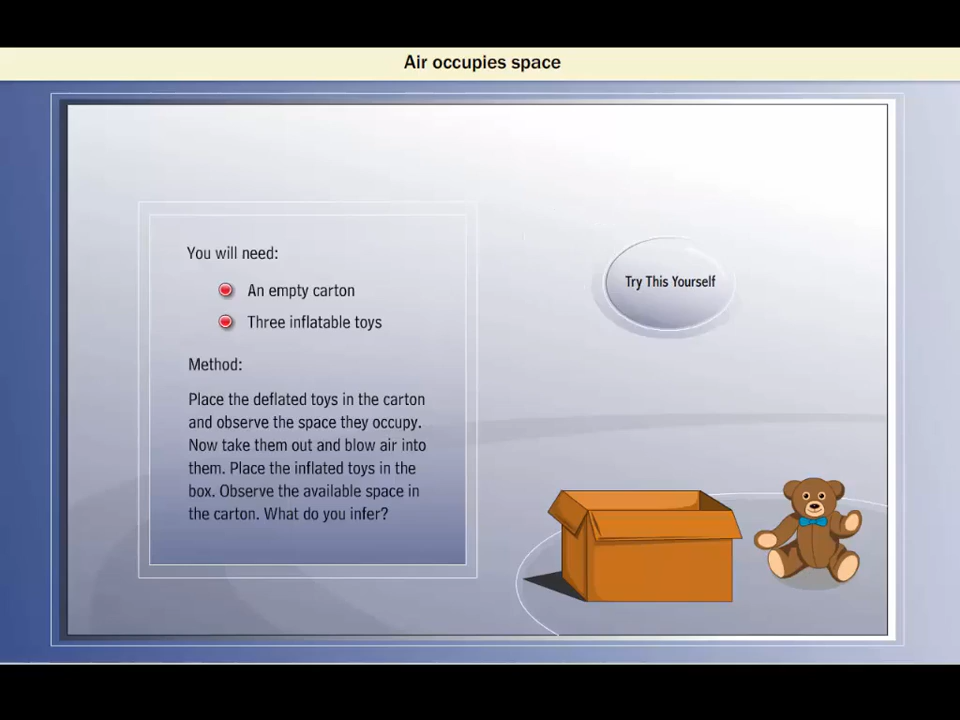 Air occupies space
You will need:
An empty carton
Three inflatable toys
Method:
Place the deflated toys in the carton
and observe the space they occupy.
Now take them out and blow air into
them. Place the inflated toys in the
box. Observe the available space in
the carton. What do you infer?
Try This Yourself